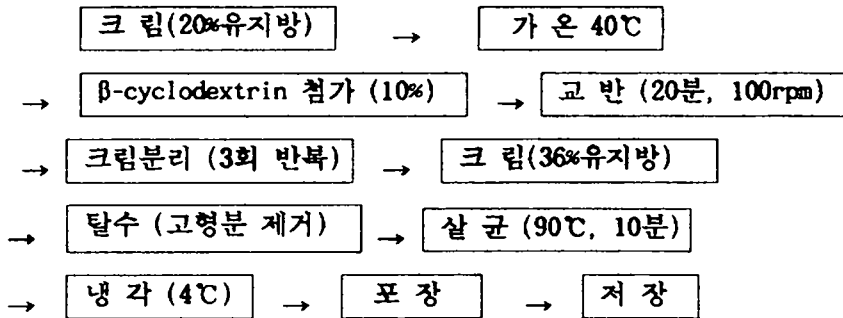 크 림(20%유지방) → 가 온 40℃
→ β-cyclodextrin 첨가 (10%) → 교 반 (20분, 100rpm)
→ 크림분리 (3회 반복) → 크 림(36%유지방)
→ 탈수 (고형분 제거) → 살 균 (90℃, 10분)
→ 냉 각 (4℃) → 포 장 → 저 장